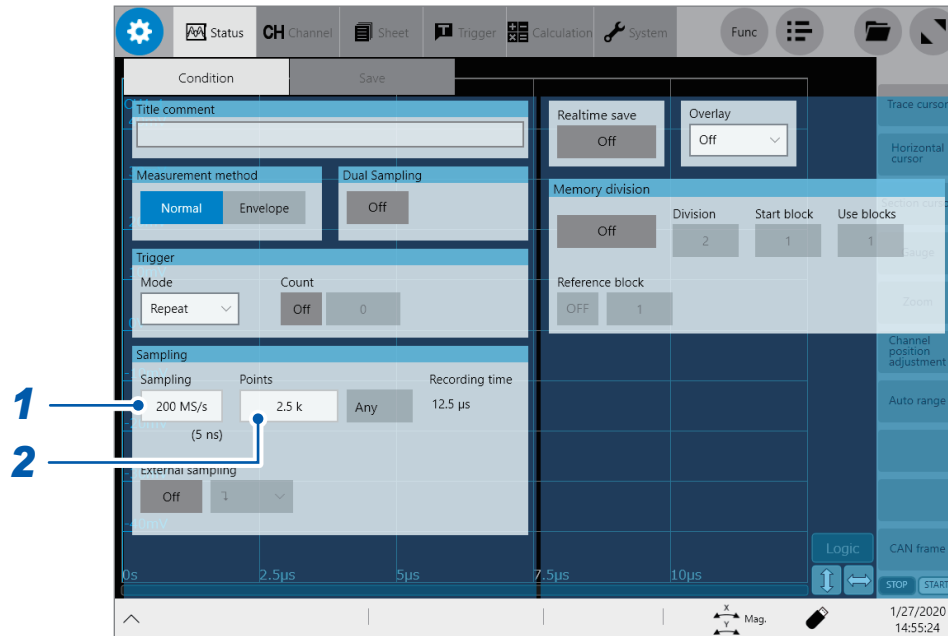 Status
CH Channel
Sheet
Trigger
Calculation
System
Func
Condition
Save
Title comment
Realtime save
Off
Overlay
Off
Trace cursor
Horizontal
cursor
Measurement method
Normal
Envelope
Dual Sampling
Off
Memory division
Off
Division
2
Start block
1
Use blocks
1
Section cursor
Gauge
Reference block
OFF
1
Zoom
Trigger
Mode
Repeat
Count
Off
0
Channel
position
adjustment
Sampling
Sampling
Points
Recording time
1
200 MS/s
2.5 k
Any
12.5 µs
Auto range
(5 ns)
2
External sampling
Off
Logic
CAN frame
0s
2.5µs
5µs
7.5µs
10µs
STOP
START
X
Y
Mag.
1/27/2020
14:55:24